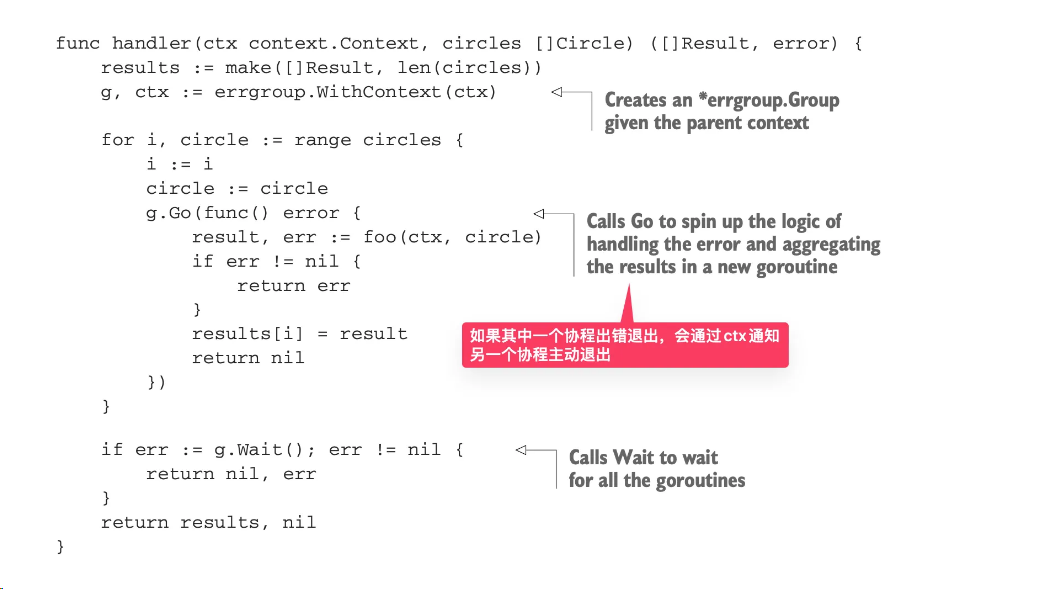 func handler(ctx context.Context, circles []Circle) ([]Result, error) {
    results := make([]Result, len(circles))
    g, ctx := errgroup.WithContext(ctx)
Creates an *errgroup.Group
given the parent context
    for i, circle := range circles {
        i := i
        circle := circle
        g.Go(func() error {
Calls Go to spin up the logic of
handling the error and aggregating
the results in a new goroutine
            result, err := foo(ctx, circle)
            if err != nil {
                return err
            }
            results[i] = result
            return nil
如果其中一个协程出错退出，会通过ctx通知
另一个协程主动退出
        })
    }
    if err := g.Wait(); err != nil {
Calls Wait to wait
for all the goroutines
        return nil, err
    }
    return results, nil
}